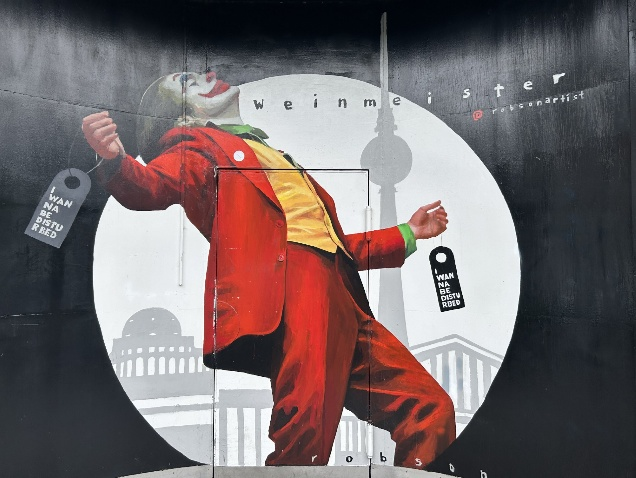 weinmeister
@robsonartist
I
WAN
NA
BE
DISTU
RBED
I
WAN
NA
BE
DISTU
RBED
robson